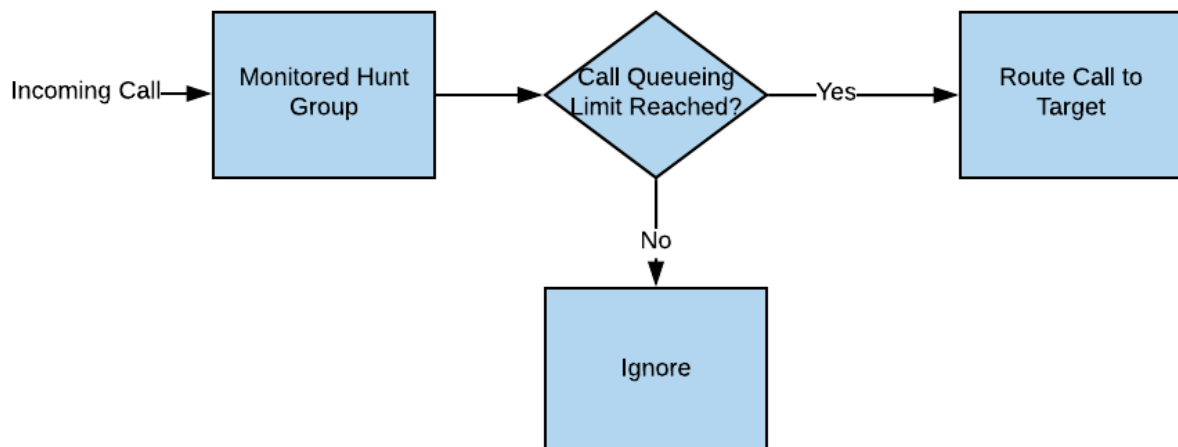 Incoming Call
Monitored Hunt
Group
Call Queueing
Limit Reached?
Yes
Route Call to
Target
No
Ignore